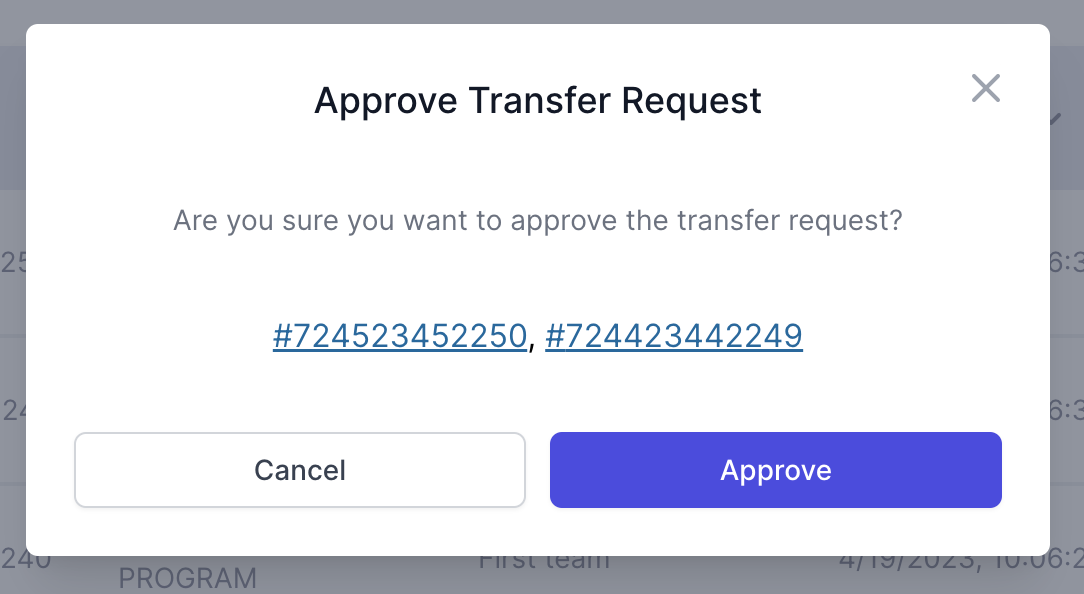 Approve Transfer Request
Are you sure you want to approve the transfer request?
#724523452250, #724423442249
Cancel
Approve
240
First team
4/19/2023, 10:06:2
PROGRAM